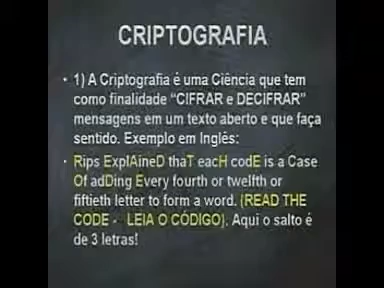 CRIPTOGRAFIA
• 1) A Criptografia é uma Ciência que tem
como finalidade “CIFRAR e DECIFRAR”
mensagens em um texto aberto e que faça
sentido. Exemplo em Inglês:
• Rips ExplAineD thaT eacH codE is a Case
Of adDing Every fourth or twelfth or
fiftieth letter to form a word. (READ THE
CODE - LEIA O CÓDIGO). Aqui o salto é
de 3 letras!